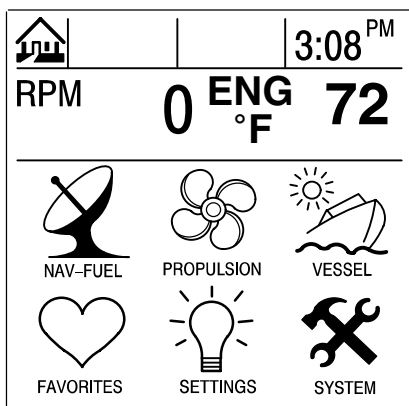 3:08 PM
RPM 0 ENG °F 72
NAV–FUEL PROPULSION VESSEL
FAVORITES SETTINGS SYSTEM